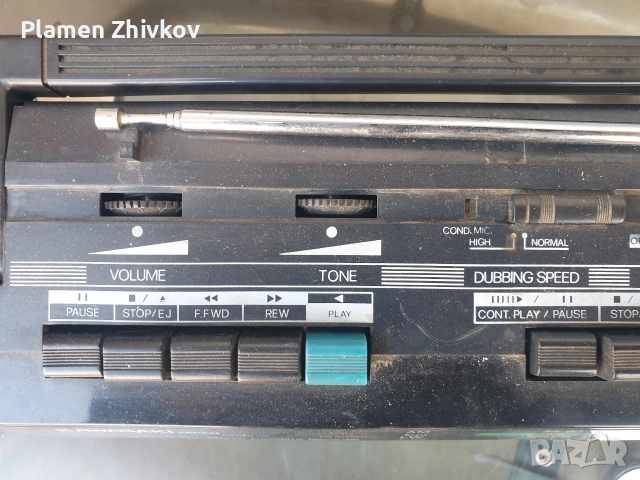 Plamen Zhivkov
COND. MIC.
HIGH NORMAL
VOLUME TONE DUBBING SPEED
PAUSE STOP/EJ F.FWD REW PLAY CONT. PLAY / PAUSE STOP
BAZAR